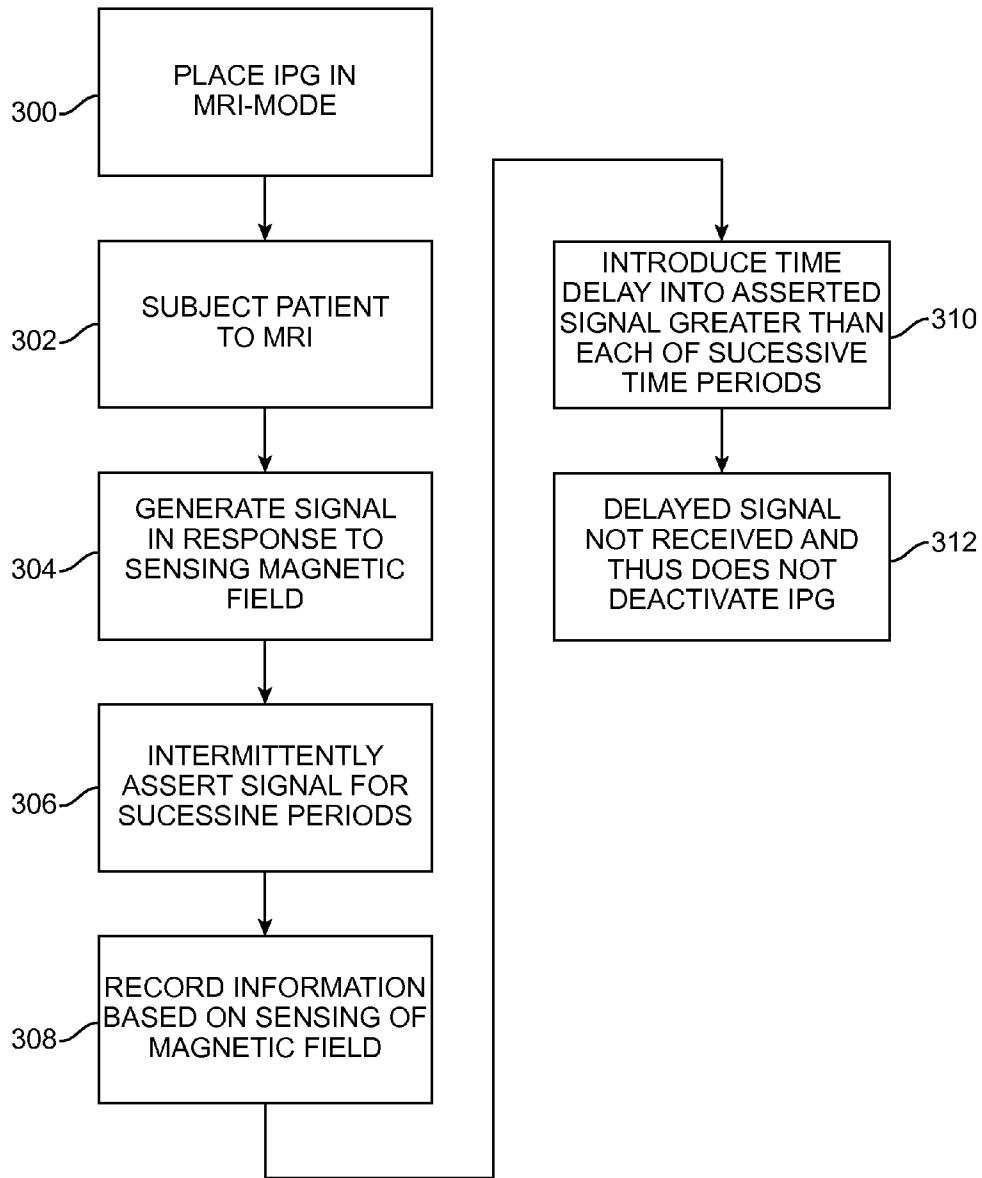 300
PLACE IPG IN
MRI-MODE
302
SUBJECT PATIENT
TO MRI
304
GENERATE SIGNAL
IN RESPONSE TO
SENSING MAGNETIC
FIELD
306
INTERMITTENTLY
ASSERT SIGNAL FOR
SUCESSINE PERIODS
308
RECORD INFORMATION
BASED ON SENSING OF
MAGNETIC FIELD
INTRODUCE TIME
DELAY INTO ASSERTED
SIGNAL GREATER THAN
EACH OF SUCESSIVE
TIME PERIODS
310
DELAYED SIGNAL
NOT RECEIVED AND
THUS DOES NOT
DEACTIVATE IPG
312